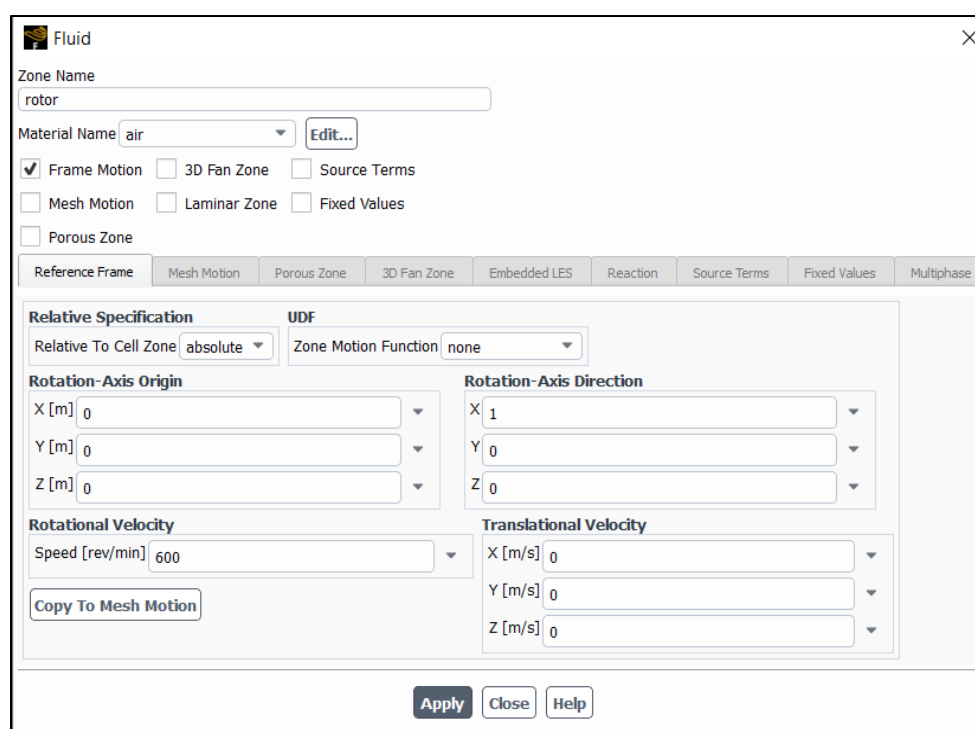 F Fluid
Zone Name
rotor
Material Name air Edit...
Frame Motion 3D Fan Zone Source Terms
Mesh Motion Laminar Zone Fixed Values
Porous Zone
Reference Frame Mesh Motion Porous Zone 3D Fan Zone Embedded LES Reaction Source Terms Fixed Values Multiphase
Relative Specification UDF
Relative To Cell Zone absolute Zone Motion Function none
Rotation-Axis Origin Rotation-Axis Direction
X [m] 0 X 1
Y [m] 0 Y 0
Z [m] 0 Z 0
Rotational Velocity Translational Velocity
Speed [rev/min] 600 X [m/s] 0
Copy To Mesh Motion Y [m/s] 0
Z [m/s] 0
Apply Close Help